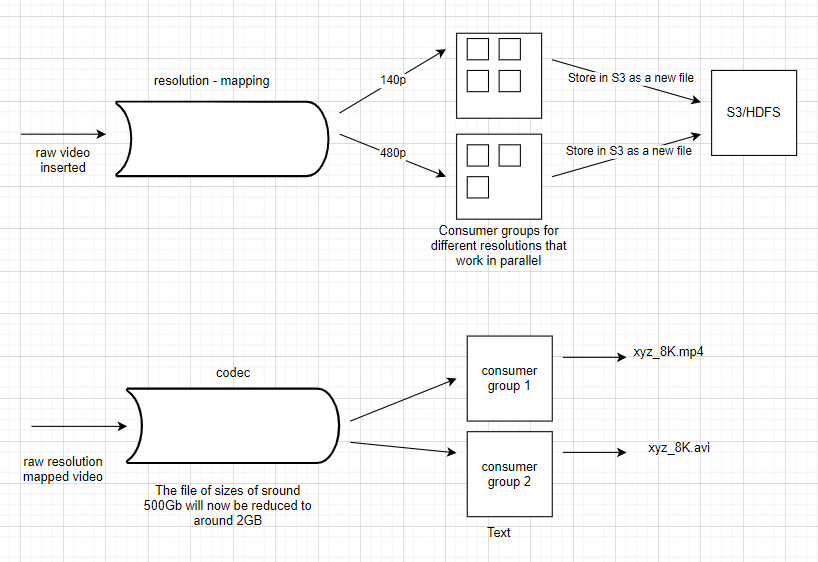 resolution - mapping
140p
Store in S3 as a new file
S3/HDFS
raw video
inserted
480p
Store in S3 as a new file
Consumer groups for
different resolutions that
work in parallel
codec
consumer
group 1
xyz_8K.mp4
raw resolution
mapped video
consumer
group 2
xyz_8K.avi
The file of sizes of sround
500Gb will now be reduced to
around 2GB
Text